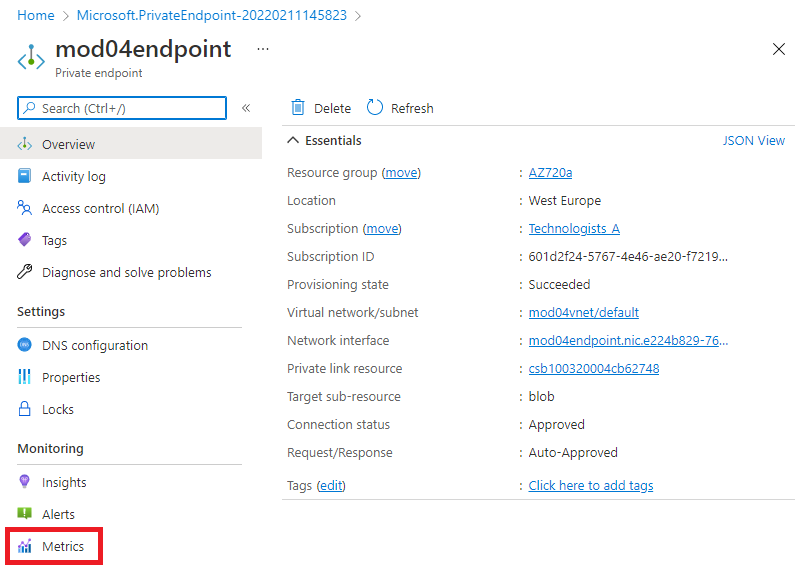 Home > Microsoft.PrivateEndpoint-20220211145823 >
mod04endpoint ...
Private endpoint
Search (Ctrl+/) «
Overview
Activity log
Access control (IAM)
Tags
Diagnose and solve problems
Settings
DNS configuration
Properties
Locks
Monitoring
Insights
Alerts
Metrics
Delete Refresh
Essentials JSON View
Resource group (move) : AZ720a
Location : West Europe
Subscription (move) : Technologists_A
Subscription ID : 601d2f24-5767-4e46-ae20-f7219...
Provisioning state : Succeeded
Virtual network/subnet : mod04vnet/default
Network interface : mod04endpoint.nic.e224b829-76...
Private link resource : csb100320004cb62748
Target sub-resource : blob
Connection status : Approved
Request/Response : Auto-Approved
Tags (edit) : Click here to add tags